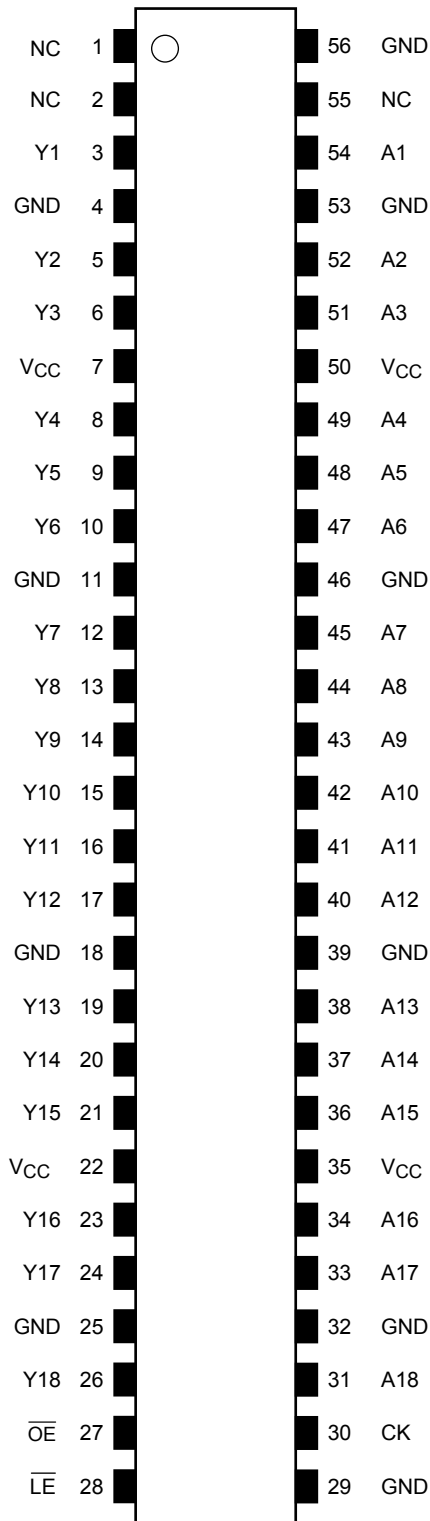 NC 1 56 GND
NC 2 55 NC
Y1 3 54 A1
GND 4 53 GND
Y2 5 52 A2
Y3 6 51 A3
VCC 7 50 VCC
Y4 8 49 A4
Y5 9 48 A5
Y6 10 47 A6
GND 11 46 GND
Y7 12 45 A7
Y8 13 44 A8
Y9 14 43 A9
Y10 15 42 A10
Y11 16 41 A11
Y12 17 40 A12
GND 18 39 GND
Y13 19 38 A13
Y14 20 37 A14
Y15 21 36 A15
VCC 22 35 VCC
Y16 23 34 A16
Y17 24 33 A17
GND 25 32 GND
Y18 26 31 A18
O̅E̅ 27 30 CK
L̅E̅ 28 29 GND